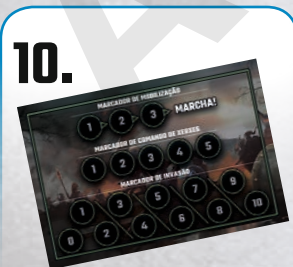 10.
MARCADOR DE MOBILIZAÇÃO
1 2 3 MARCHA!
MARCADOR DE COMANDO DE XERXES
1 2 3 4 5
MARCADOR DE INVASÃO
1 3 5 7 9
0 2 4 6 8 10